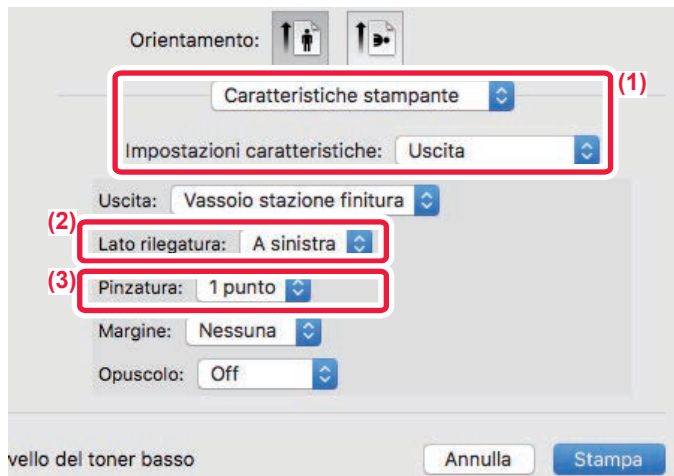 Orientamento:
(1)
Caratteristiche stampante
Impostazioni caratteristiche: Uscita
Uscita: Vassoio stazione finitura
(2)
Lato rilegatura: A sinistra
(3)
Pinzatura: 1 punto
Margine: Nessuna
Opuscolo: Off
vello del toner basso Annulla Stampa